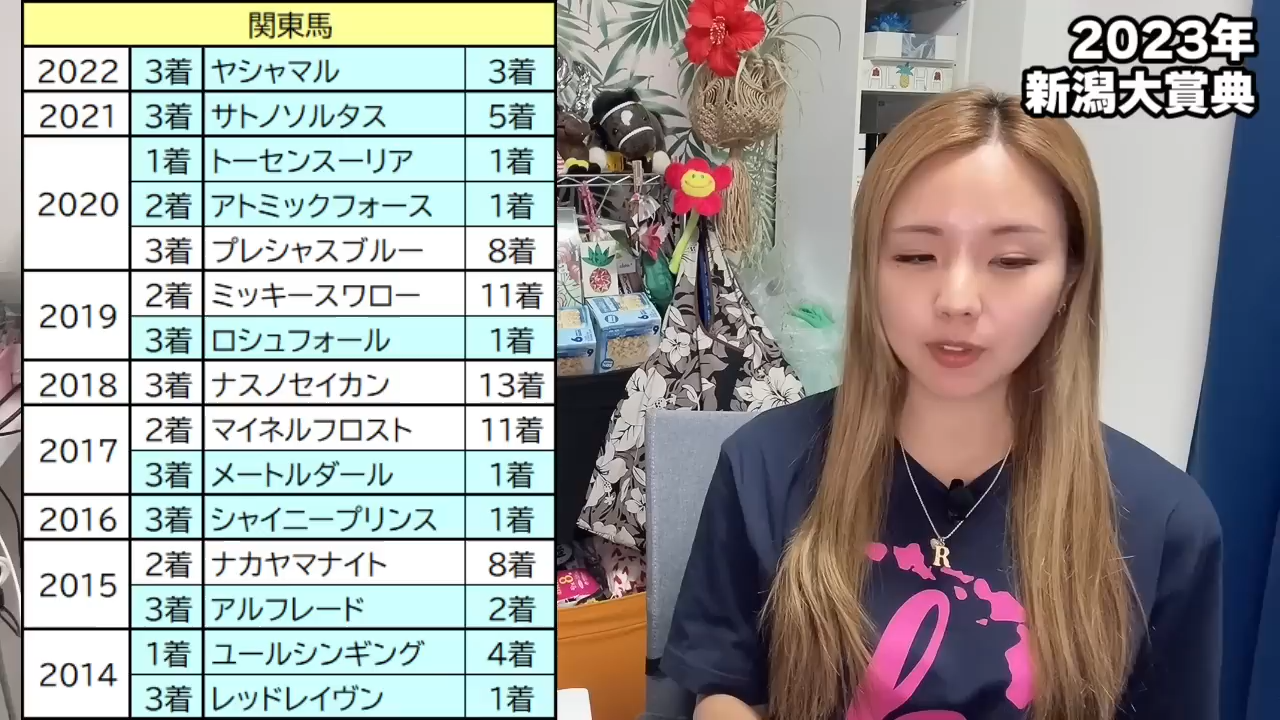 関東馬
2022 3着 ヤシャマル 3着
2021 3着 サトノソルタス 5着
2020 1着 トーセンスーリア 1着
2着 アトミックフォース 1着
3着 プレシャスブルー 8着
2019 2着 ミッキースワロー 11着
3着 ロシュフォール 1着
2018 3着 ナスノセイカン 13着
2017 2着 マイネルフロスト 11着
3着 メートルダール 1着
2016 3着 シャイニープリンス 1着
2015 2着 ナカヤマナイト 8着
3着 アルフレード 2着
2014 1着 ユールシンギング 4着
3着 レッドレイヴン 1着
2023年
新潟大賞典
R